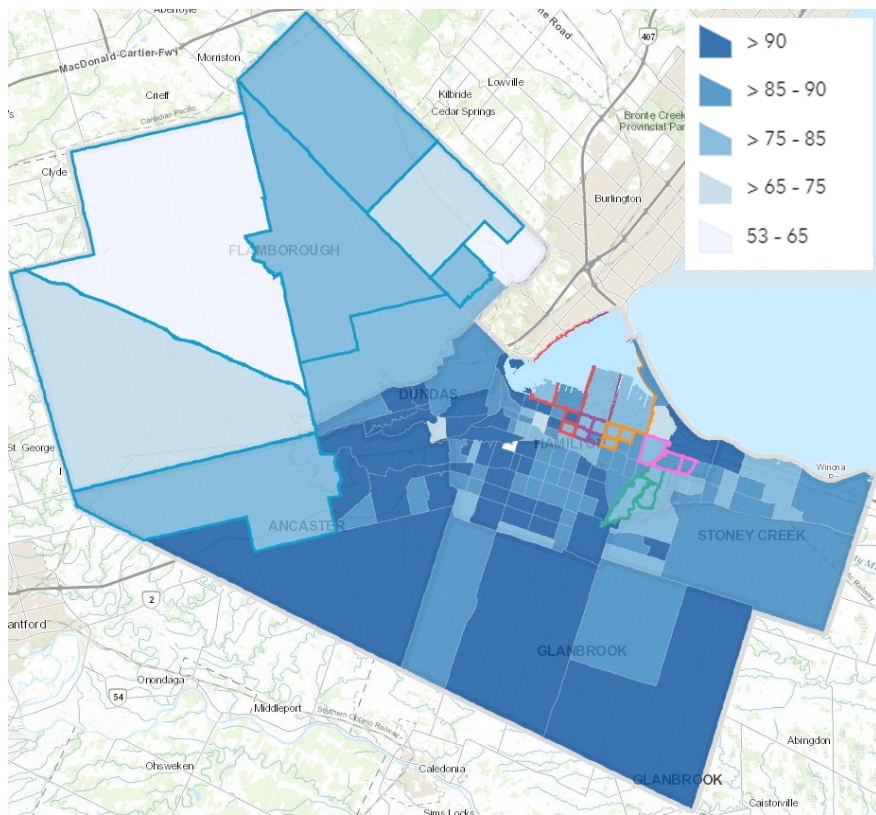 Aberfoyle
MacDonald-Cartier-Fwy
Morriston
Crieff
Canadian Pacific
Clyde
Kilbride
Cedar Springs
Lowville
407
Bronte Creek
Provincial Par
Burlington
> 90
> 85 - 90
> 75 - 85
> 65 - 75
53 - 65
FLAMBOROUGH
DUNDAS
HAMILTON
St. George
Winona
ANCASTER
STONEY CREEK
antford
2
GLANBROOK
Onondaga
54
Middleport
Southern Ontario Railway
Ohsweken
Caledonia
Sims Locks
Abingdon
GLANBROOK
Caistorville